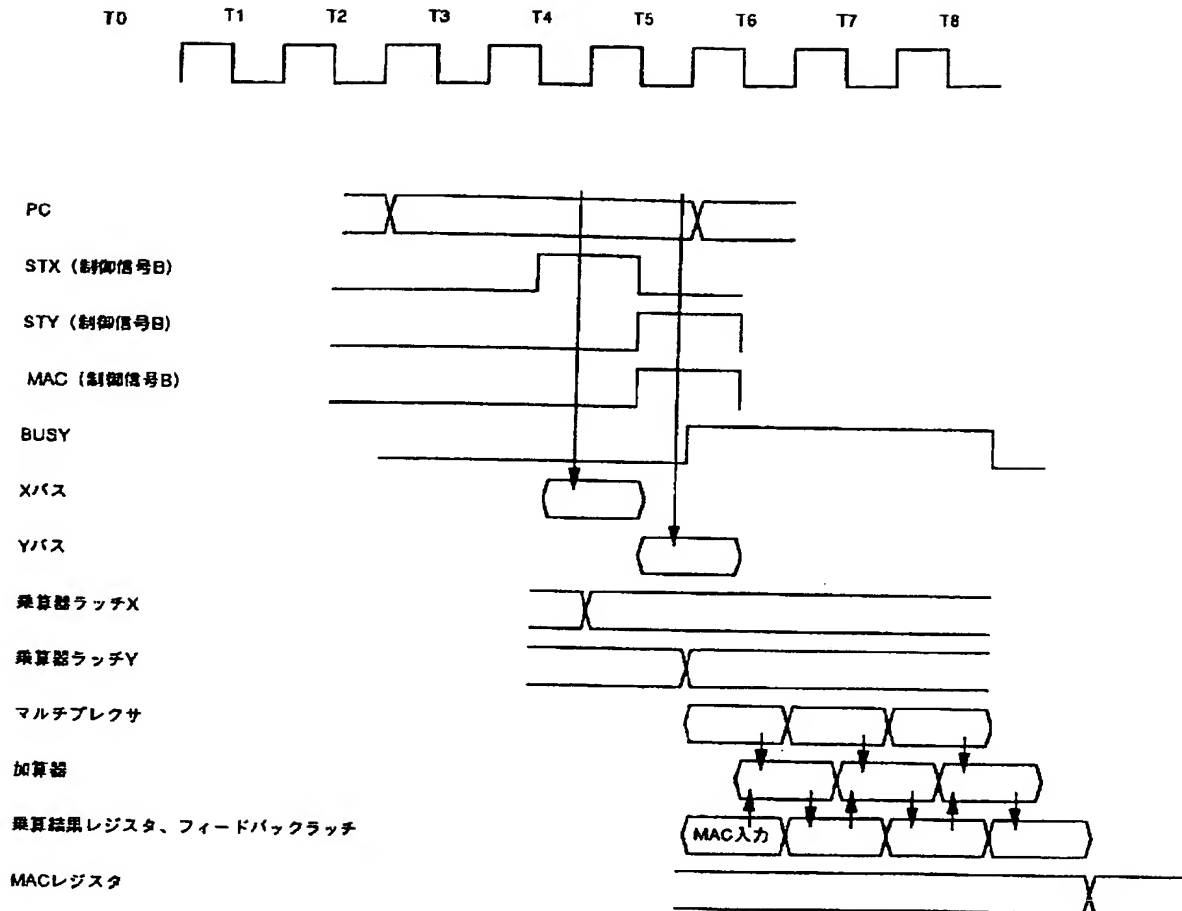 T0 T1 T2 T3 T4 T5 T6 T7 T8
PC
STX（制御信号B）
STY（制御信号B）
MAC（制御信号B）
BUSY
Xバス
Yバス
乗算器ラッチX
乗算器ラッチY
マルチプレクサ
加算器
乗算結果レジスタ、フィードバックラッチ
MAC入力
MACレジスタ